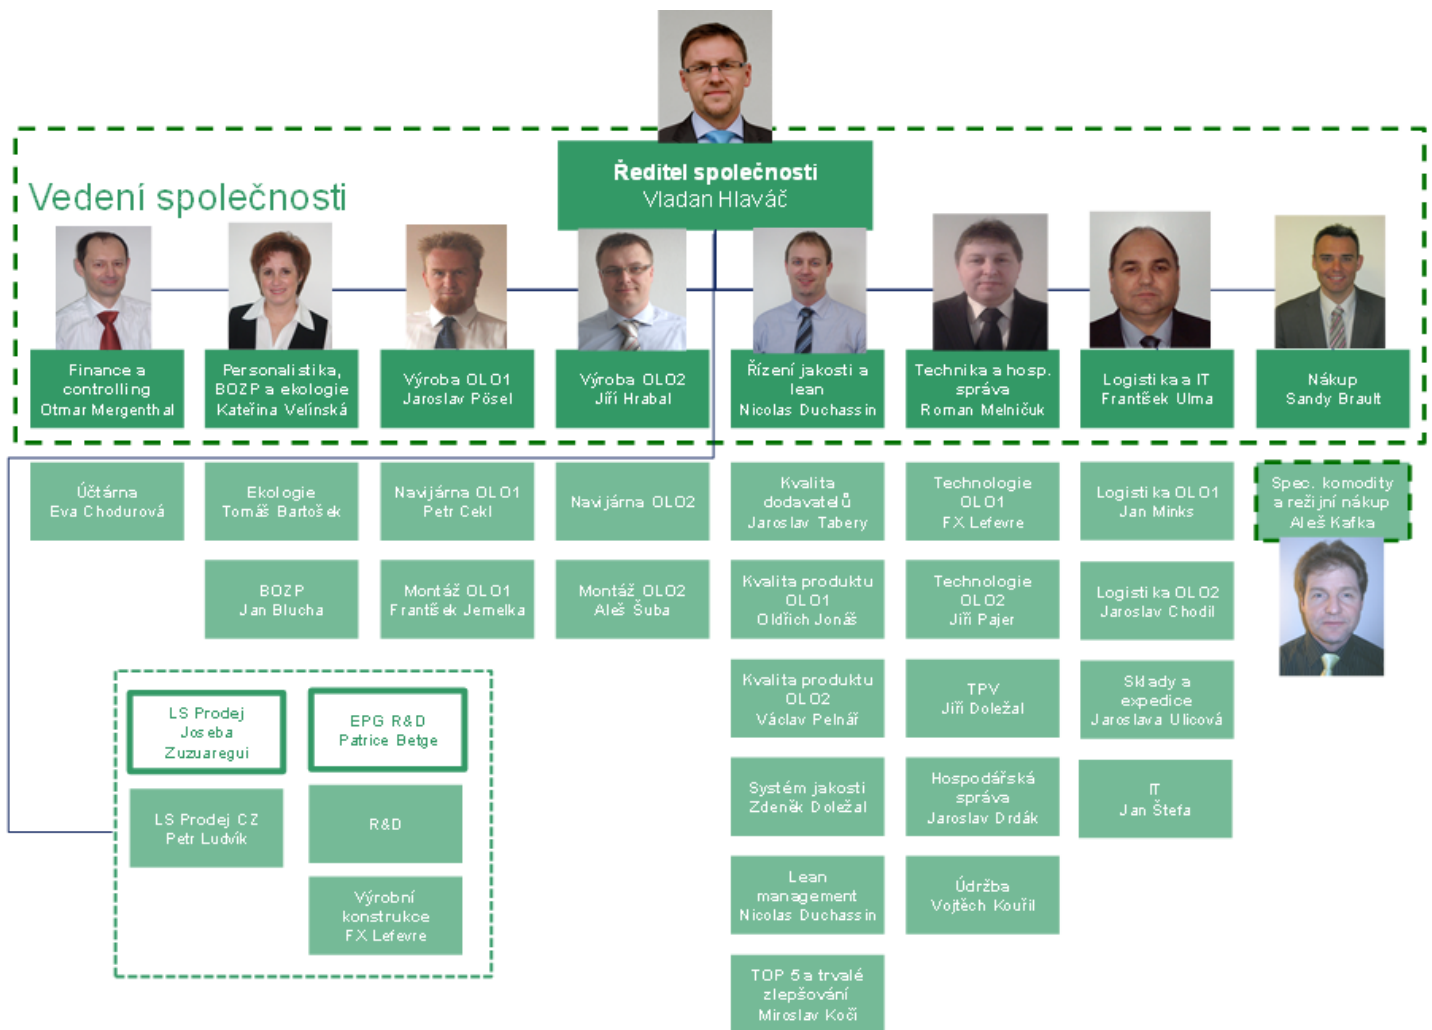 Ředitel společnosti
Vladan Hlaváč
Vedení společnosti
Finance a
controlling
Otmar Mergenthal
Personalistika,
BOZP a ekologie
Kateřina Velínská
Výroba OLO1
Jaroslav Pösel
Výroba OLO2
Jiří Hrabal
Řízení jakosti a
lean
Nicolas Duchassin
Technika a hosp.
správa
Roman Melničuk
Logistika a IT
František Ulma
Nákup
Sandy Brault
Účtárna
Eva Chodurová
Ekologie
Tomáš Bartošek
Navijárna OLO1
Petr Cekl
Navijárna OLO2
Kvalita
dodavatelů
Jaroslav Tabery
Technologie
OLO1
FX Lefevre
Logistika OLO1
Jan Minks
Spec. komodity
a režijní nákup
Aleš Kafka
BOZP
Jan Blucha
Montáž OLO1
František Jemelka
Montáž OLO2
Aleš Šuba
Kvalita produktu
OLO1
Oldřich Jonáš
Technologie
OLO2
Jiří Pajer
Logistika OLO2
Jaroslav Chodil
Kvalita produktu
OLO2
Václav Pelnář
TPV
Jiří Doležal
Sklady a
expedice
Jaroslava Ulicová
LS Prodej
Joseba
Zuzuaregui
EPG R&D
Patrice Betge
Systém jakosti
Zdeněk Doležal
Hospodářská
správa
Jaroslav Drdák
IT
Jan Štefa
LS Prodej CZ
Petr Ludvík
R&D
Lean
management
Nicolas Duchassin
Údržba
Vojtěch Kouřil
Výrobní
konstrukce
FX Lefevre
TOP 5 a trvalé
zlepšování
Miroslav Kočí